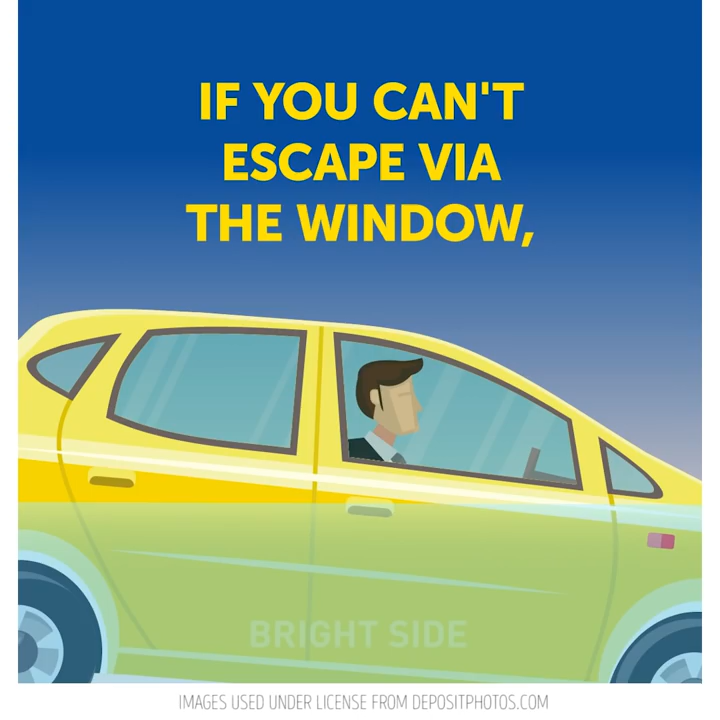 IF YOU CAN'T
ESCAPE VIA
THE WINDOW,
BRIGHT SIDE
IMAGES USED UNDER LICENSE FROM DEPOSITPHOTOS.COM